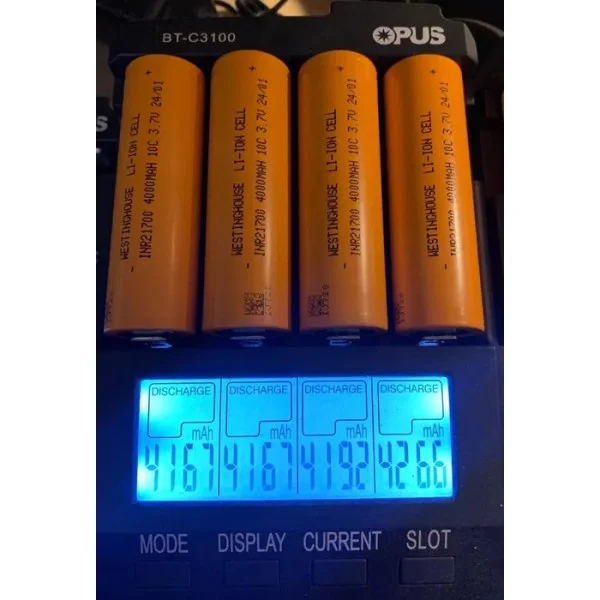 BT-C3100 OPUS
+ + + +
WESTINGHOUSE LI-ION CELL
INR21700 4000MAH 10C 3.7V 24/01
-
WESTINGHOUSE LI-ION CELL
INR21700 4000MAH 10C 3.7V 24/01
-
WESTINGHOUSE LI-ION CELL
INR21700 4000MAH 10C 3.7V 24/01
-
WESTINGHOUSE LI-ION CELL
INR21700 4000MAH 10C 3.7V 24/01
-
DISCHARGE DISCHARGE DISCHARGE DISCHARGE
mAh mAh mAh mAh
4167 4167 4192 4266
MODE DISPLAY CURRENT SLOT